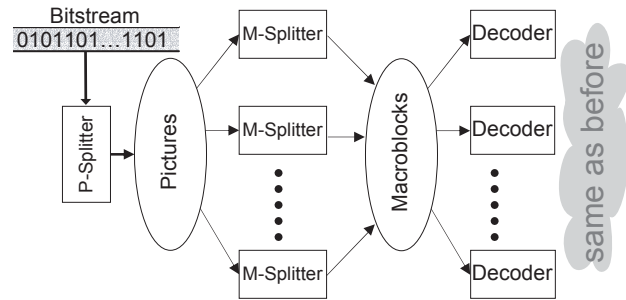 Bitstream
0101101…1101
P-Splitter
Pictures
M-Splitter
M-Splitter
M-Splitter
Macroblocks
Decoder
Decoder
Decoder
same as before